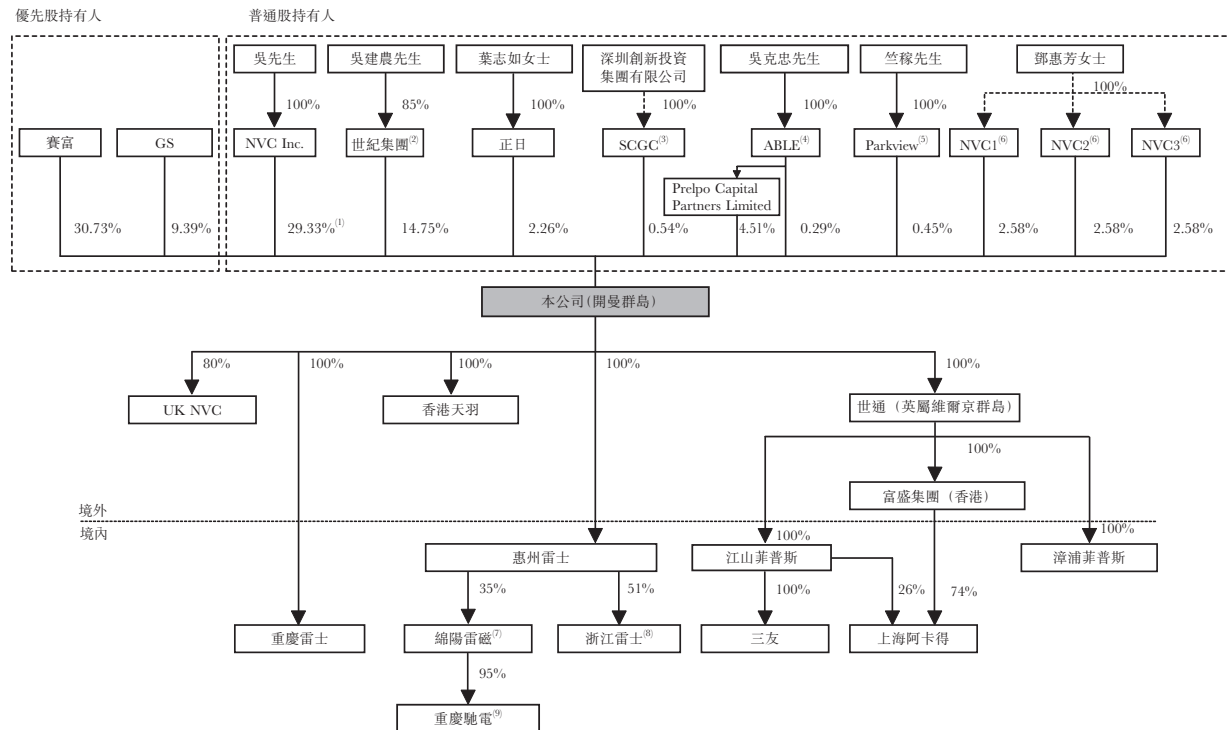 優先股持有人
普通股持有人
吳先生
吳建農先生
葉志如女士
深圳創新投資
集團有限公司
吳克忠先生
竺稼先生
鄧惠芳女士
100%
85%
100%
100%
100%
100%
100%
賽富
GS
NVC Inc.
世紀集團(2)
正日
SCGC(3)
ABLE(4)
Parkview(5)
NVC1(6)
NVC2(6)
NVC3(6)
Prelpo Capital
Partners Limited
30.73%
9.39%
29.33%(1)
14.75%
2.26%
0.54%
4.51%
0.29%
0.45%
2.58%
2.58%
2.58%
本公司(開曼群島)
80%
100%
100%
100%
UK NVC
香港天羽
世通（英屬維爾京群島）
100%
富盛集團（香港）
境外
境內
100%
100%
惠州雷士
江山菲普斯
漳浦菲普斯
35%
51%
100%
26%
74%
重慶雷士
綿陽雷磁(7)
浙江雷士(8)
三友
上海阿卡得
95%
重慶馳電(9)